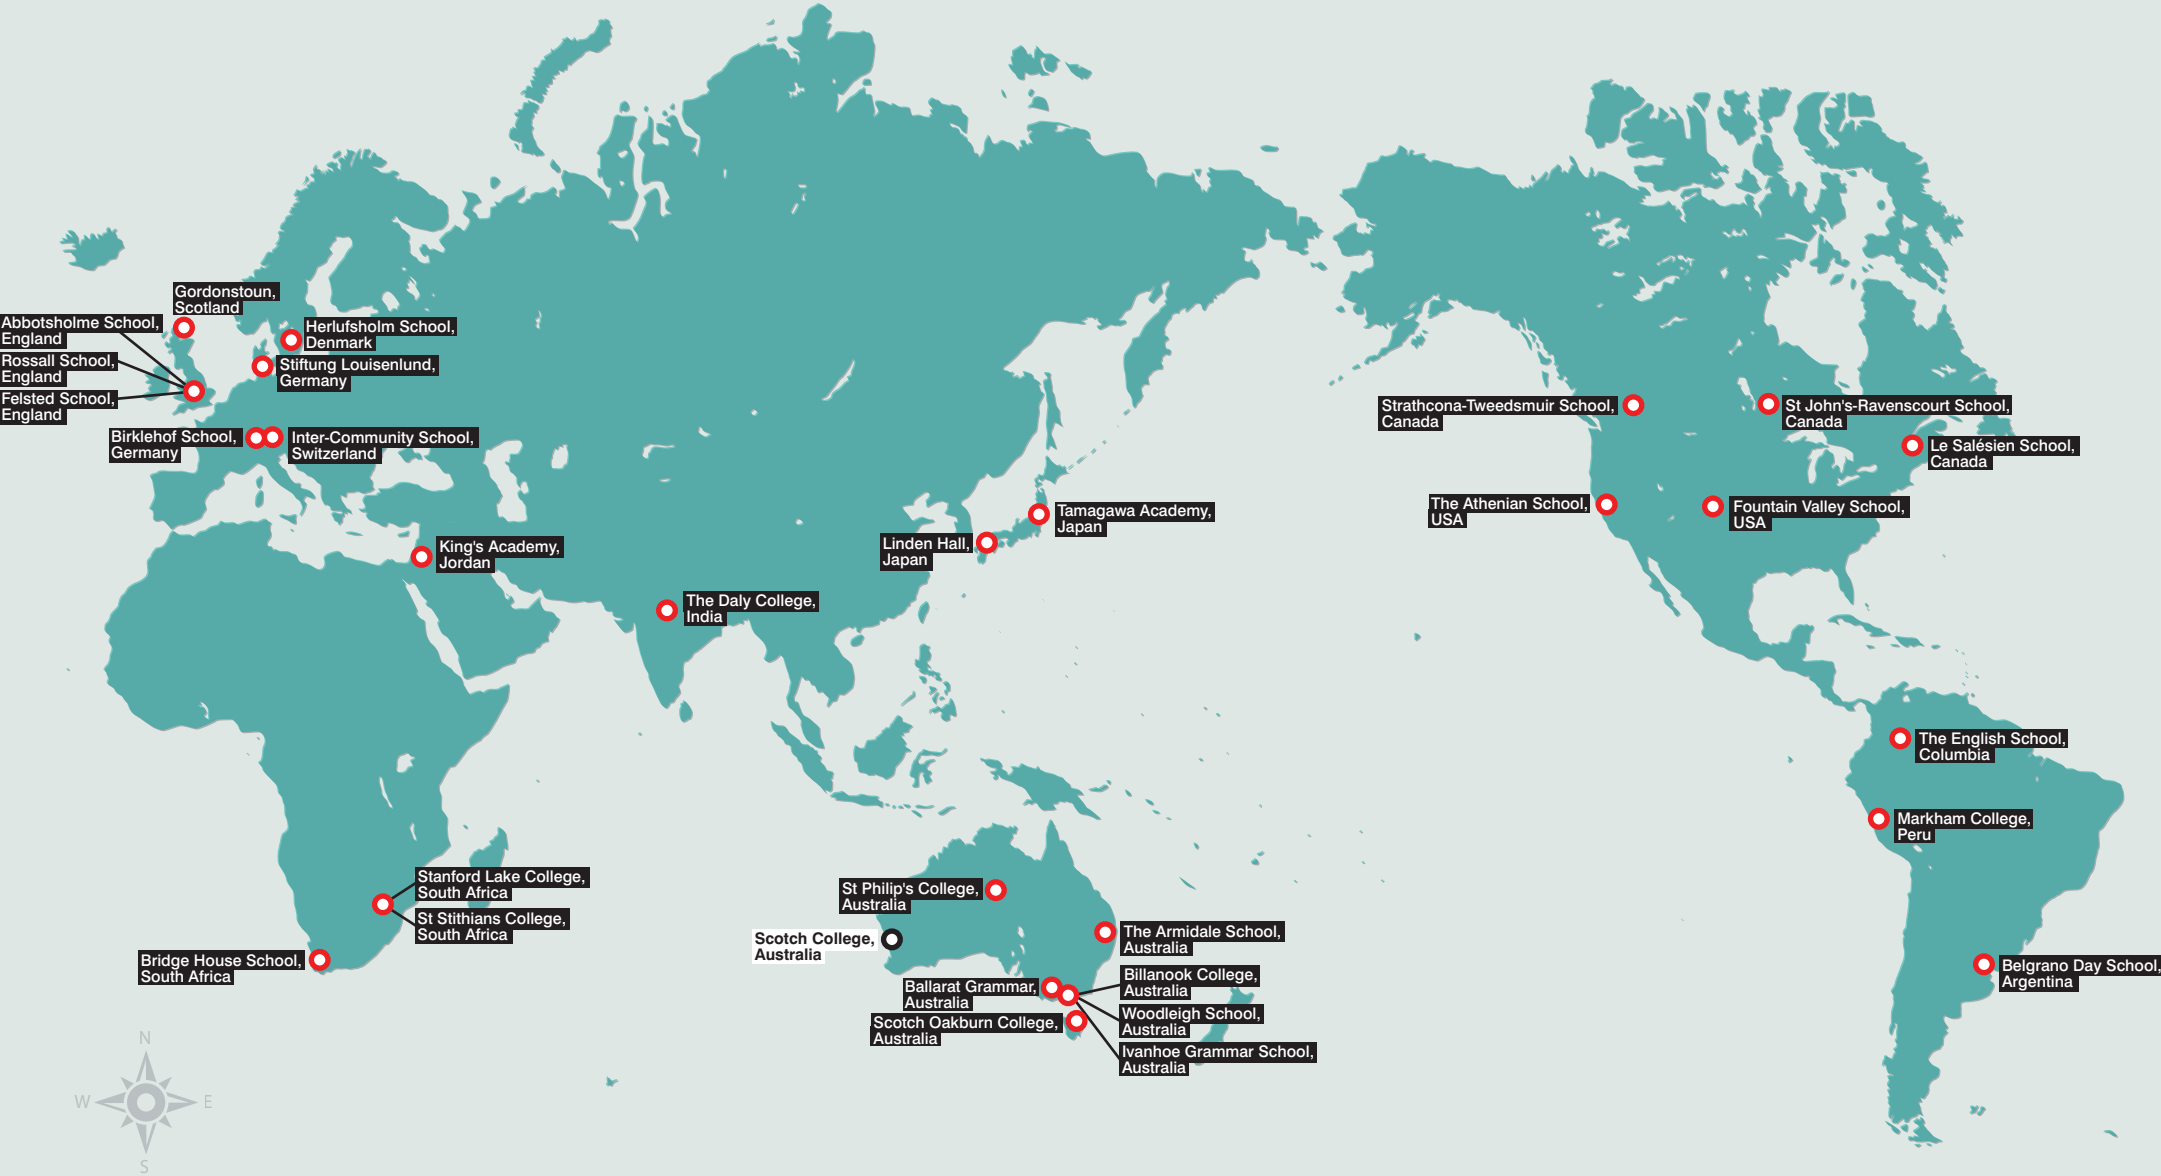 Gordonstoun,
Scotland
Abbotsholme School,
England
Rossall School,
England
Felsted School,
England
Herlufsholm School,
Denmark
Stiftung Louisenlund,
Germany
Birklehof School,
Germany
Inter-Community School,
Switzerland
King's Academy,
Jordan
The Daly College,
India
Linden Hall,
Japan
Tamagawa Academy,
Japan
Strathcona-Tweedsmuir School,
Canada
St John's-Ravenscourt School,
Canada
Le Salésien School,
Canada
The Athenian School,
USA
Fountain Valley School,
USA
The English School,
Columbia
Markham College,
Peru
Belgrano Day School,
Argentina
Stanford Lake College,
South Africa
St Stithians College,
South Africa
Bridge House School,
South Africa
St Philip's College,
Australia
Scotch College,
Australia
The Armidale School,
Australia
Ballarat Grammar,
Australia
Billanook College,
Australia
Scotch Oakburn College,
Australia
Woodleigh School,
Australia
Ivanhoe Grammar School,
Australia
N
W
E
S